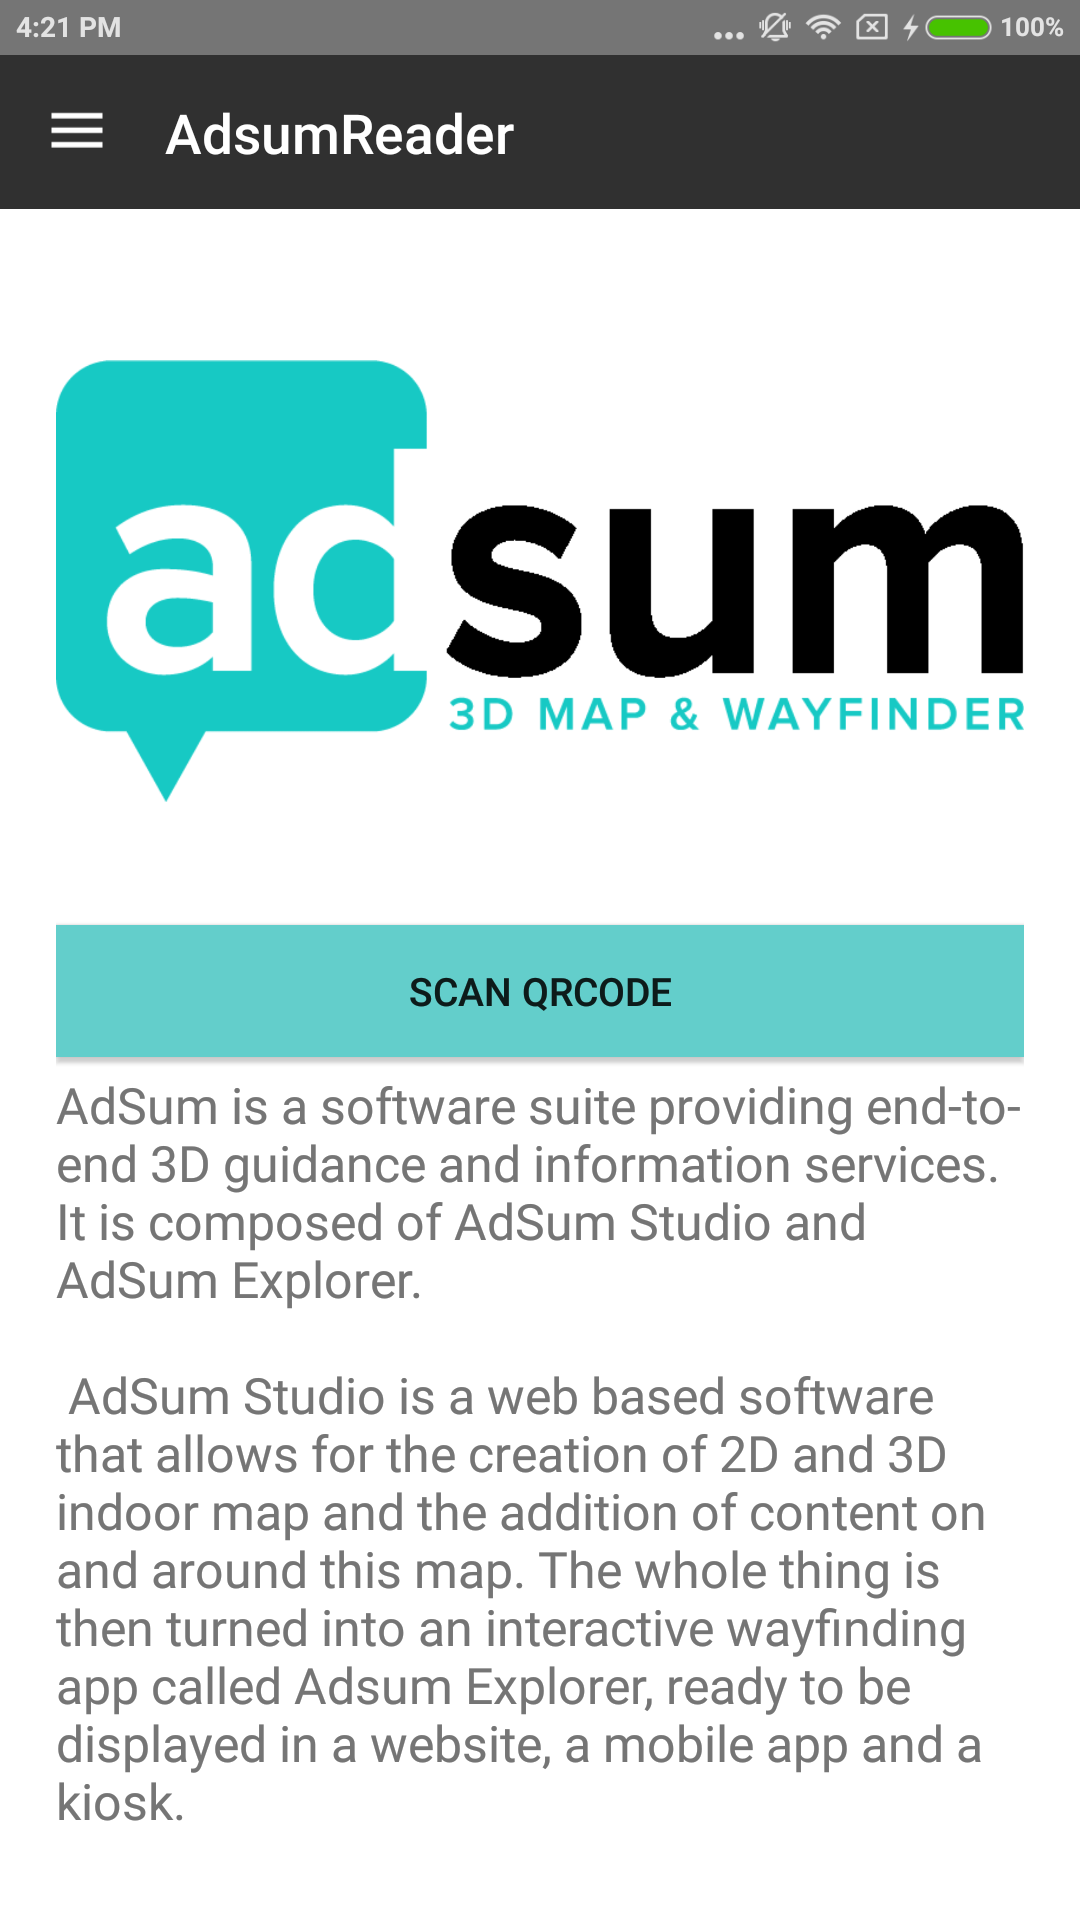 4:21 PM
100%
AdsumReader
adsum
3D MAP & WAYFINDER
SCAN QRCODE
AdSum is a software suite providing end-to-
end 3D guidance and information services.
It is composed of AdSum Studio and
AdSum Explorer.
AdSum Studio is a web based software
that allows for the creation of 2D and 3D
indoor map and the addition of content on
and around this map. The whole thing is
then turned into an interactive wayfinding
app called Adsum Explorer, ready to be
displayed in a website, a mobile app and a
kiosk.